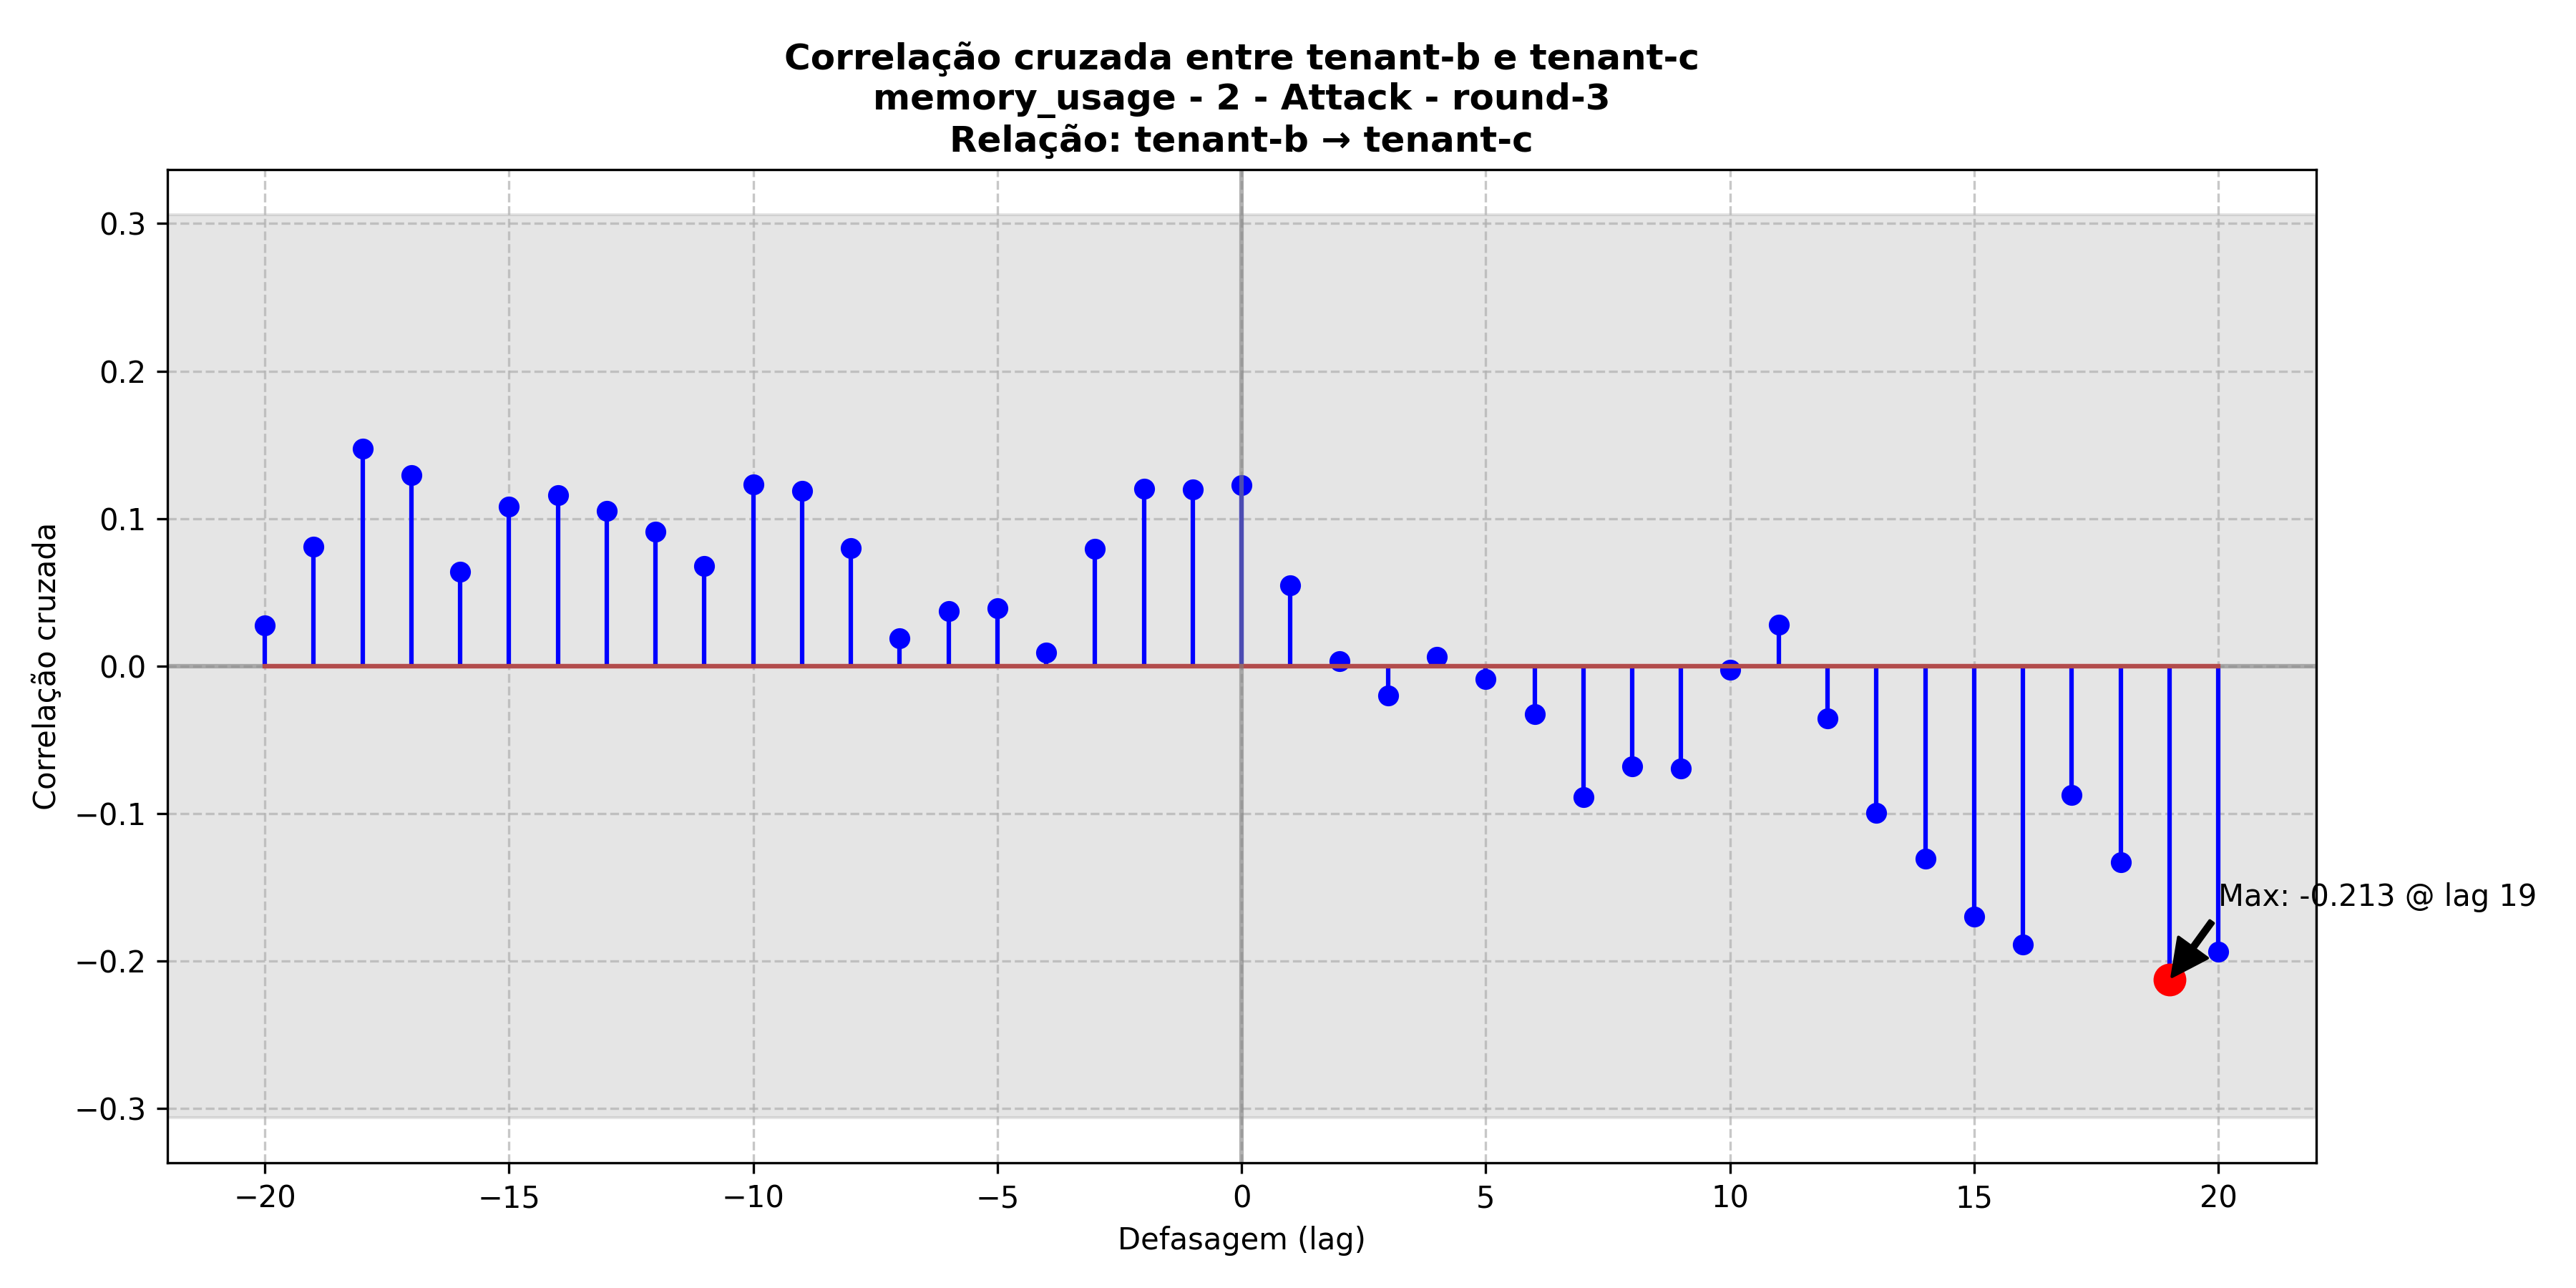 Correlação cruzada entre tenant-b e tenant-c
memory_usage - 2 - Attack - round-3
Relação: tenant-b → tenant-c
Correlação cruzada
0.3
0.2
0.1
0.0
−0.1
−0.2
−0.3
Max: -0.213 @ lag 19
−20
−15
−10
−5
0
5
10
15
20
Defasagem (lag)